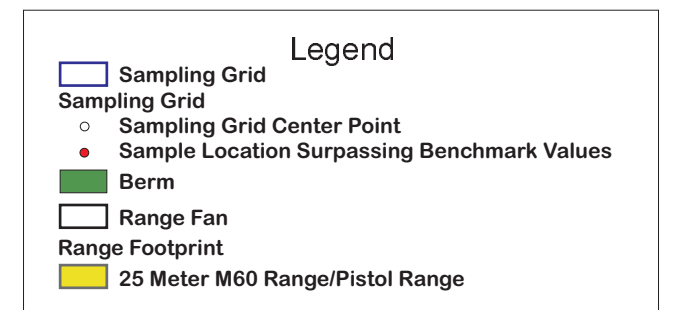 Legend
Sampling Grid
Sampling Grid
Sampling Grid Center Point
Sample Location Surpassing Benchmark Values
Berm
Range Fan
Range Footprint
25 Meter M60 Range/Pistol Range